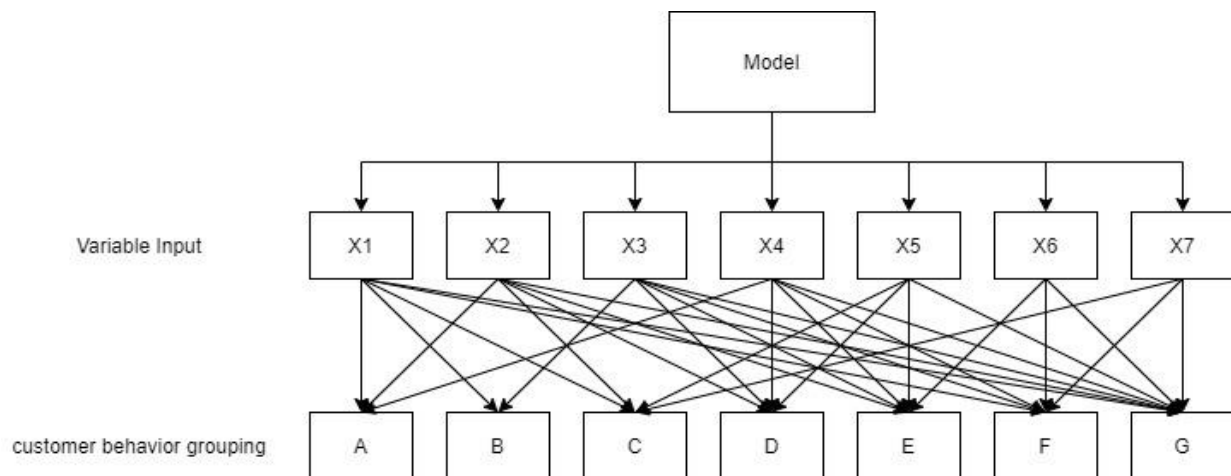 Model
Variable Input
X1
X2
X3
X4
X5
X6
X7
customer behavior grouping
A
B
C
D
E
F
G